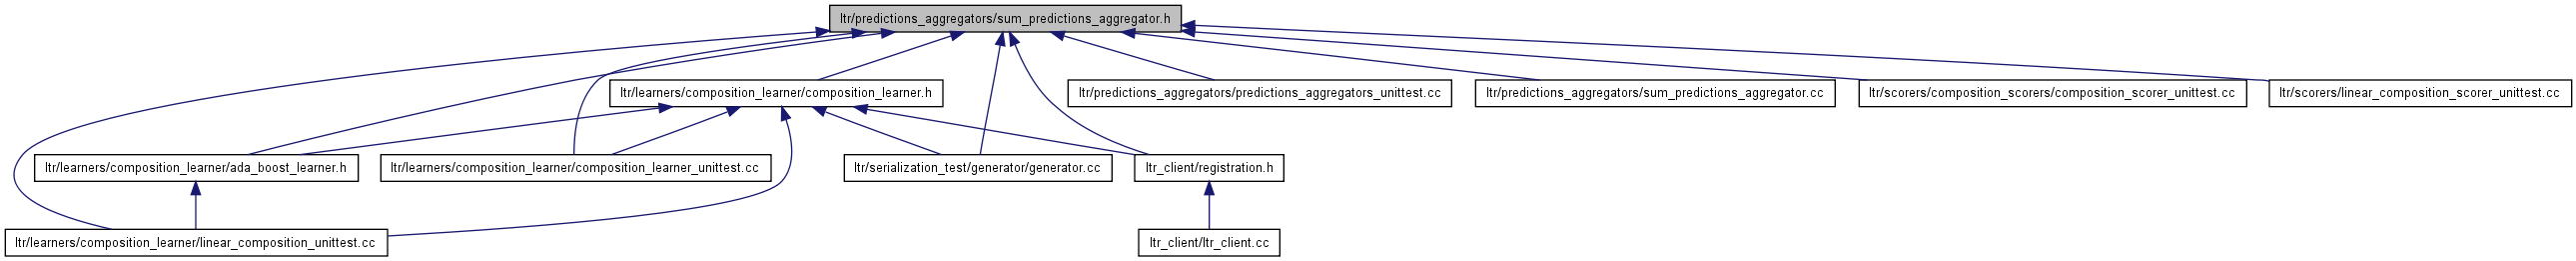 ltr/predictions_aggregators/sum_predictions_aggregator.h
ltr/learners/composition_learner/composition_learner.h
ltr/predictions_aggregators/predictions_aggregators_unittest.cc
ltr/predictions_aggregators/sum_predictions_aggregator.cc
ltr/scorers/composition_scorers/composition_scorer_unittest.cc
ltr/scorers/linear_composition_scorer_unittest.cc
ltr/learners/composition_learner/ada_boost_learner.h
ltr/learners/composition_learner/composition_learner_unittest.cc
ltr/serialization_test/generator/generator.cc
ltr_client/registration.h
ltr/learners/composition_learner/linear_composition_unittest.cc
ltr_client/ltr_client.cc